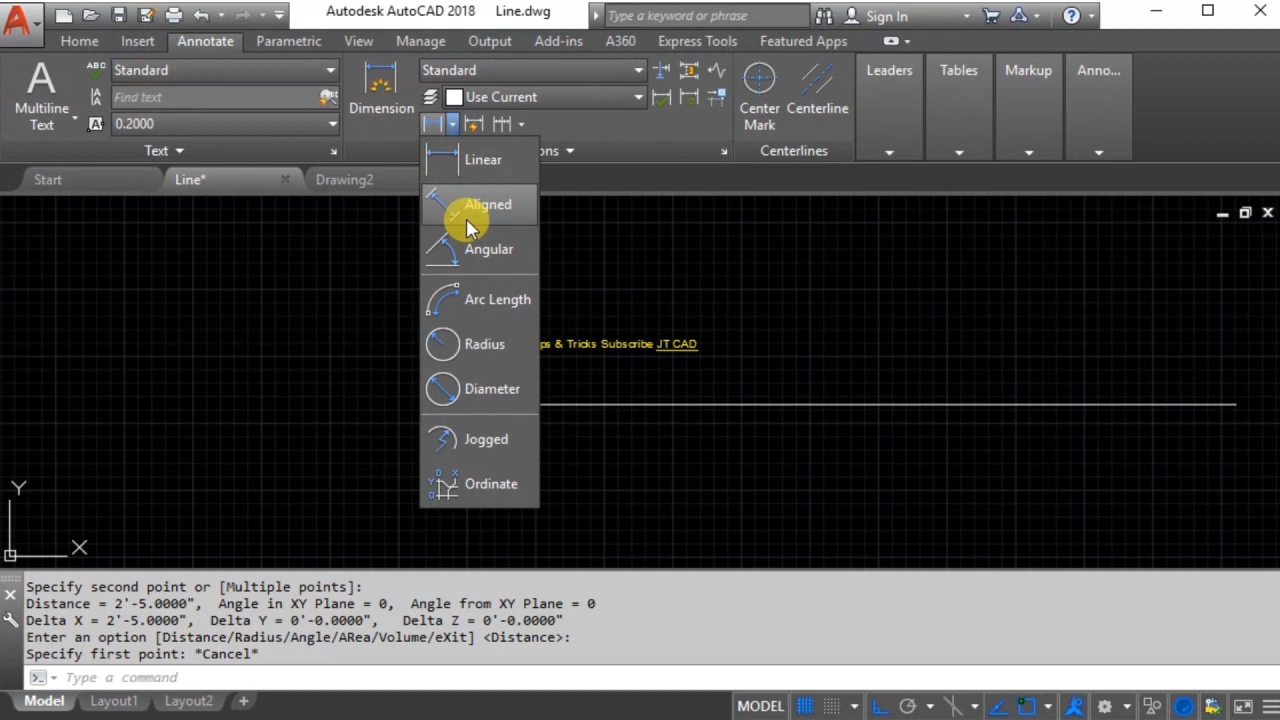 Autodesk AutoCAD 2018 Line.dwg
Type a keyword or phrase
Sign In
Home Insert Annotate Parametric View Manage Output Add-ins A360 Express Tools Featured Apps
A
Multiline
Text
ABC
Standard
Find text
A
0.2000
Text
Dimension
Standard
Use Current
ons
Center
Mark
Centerline
Centerlines
Leaders
Tables
Markup
Anno...
Start
Line*
Drawing2
Linear
Aligned
Angular
Arc Length
Radius
Diameter
Jogged
Ordinate
ps & Tricks Subscribe JT CAD
Y
X
Specify second point or [Multiple points]:
Distance = 2'-5.0000", Angle in XY Plane = 0, Angle from XY Plane = 0
Delta X = 2'-5.0000", Delta Y = 0'-0.0000", Delta Z = 0'-0.0000"
Enter an option [Distance/Radius/Angle/ARea/Volume/eXit] <Distance>:
Specify first point: *Cancel*
Type a command
Model Layout1 Layout2 +
MODEL